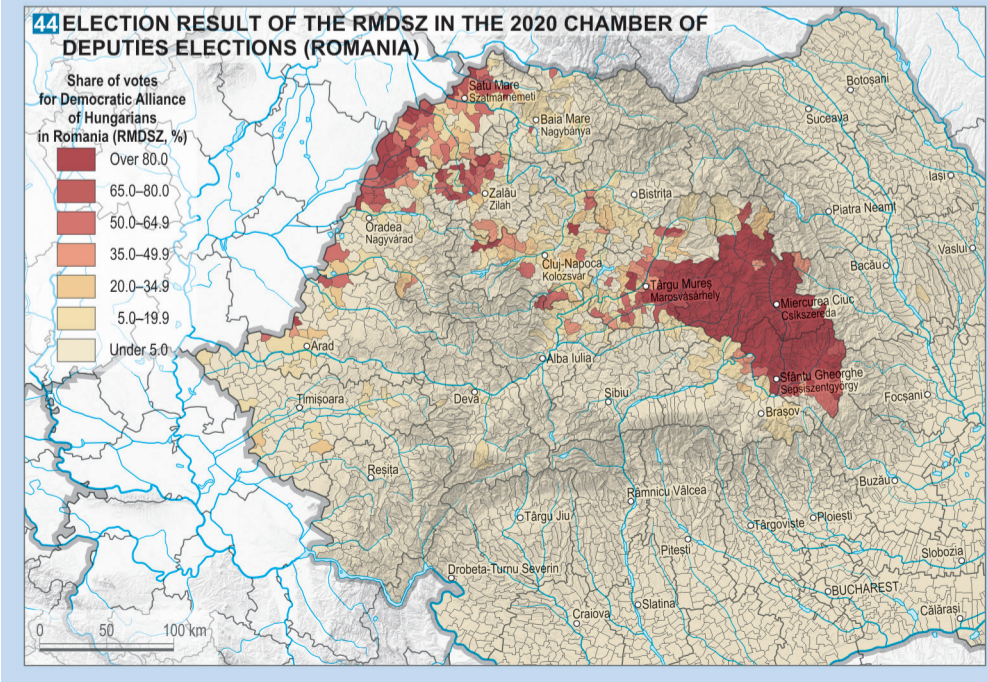 44 ELECTION RESULT OF THE RMDSZ IN THE 2020 CHAMBER OF
DEPUTIES ELECTIONS (ROMANIA)
Share of votes
for Democratic Alliance
of Hungarians
in Romania (RMDSZ, %)
Over 80.0
65.0–80.0
50.0–64.9
35.0–49.9
20.0–34.9
5.0–19.9
Under 5.0
Satu Mare
Szatmárnémeti
Baia Mare
Nagybánya
Botoșani
Suceava
Iași
Zalău
Zilah
Bistrița
Piatra Neamț
Oradea
Nagyvárad
Vaslui
Cluj-Napoca
Kolozsvár
Bacău
Târgu Mureș
Marosvásárhely
Miercurea Ciuc
Csíkszereda
Arad
Alba Iulia
Sfântu Gheorghe
Sepsiszentgyörgy
Timișoara
Deva
Sibiu
Focșani
Brașov
Reșița
Buzău
Râmnicu Vâlcea
Târgu Jiu
Târgoviște
Ploiești
Pitești
Slobozia
Drobeta-Turnu Severin
BUCHAREST
Slatina
Craiova
Călărași
0 50 100 km